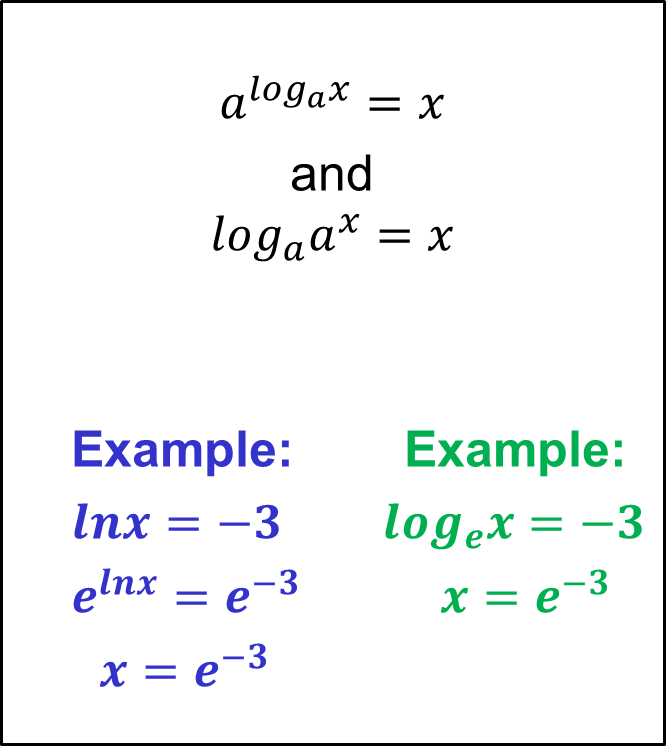 a^{log_a x} = x
and
log_a a^x = x
Example:
lnx = −3
e^{lnx} = e^{−3}
x = e^{−3}
Example:
log_e x = −3
x = e^{−3}